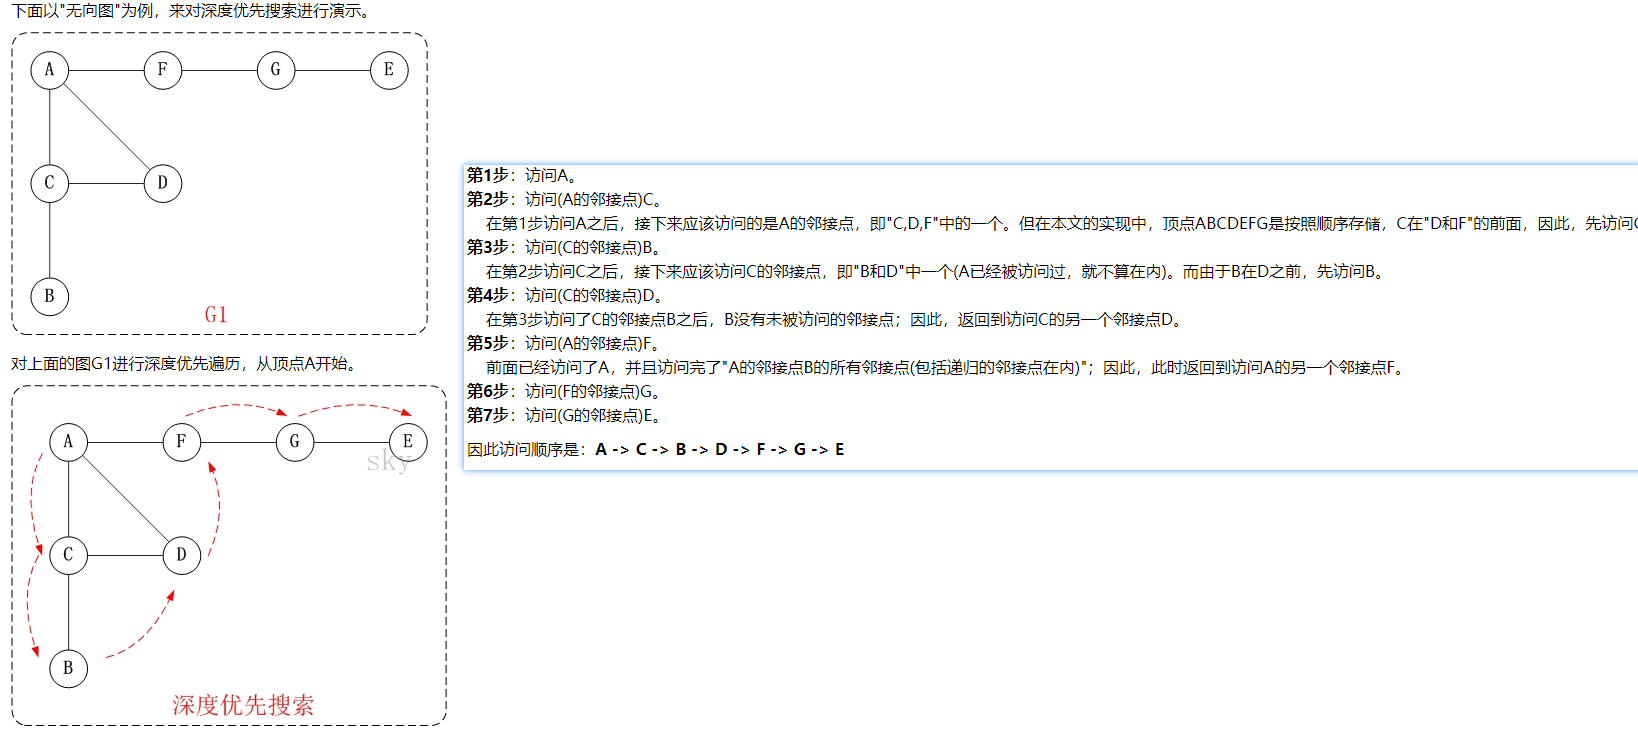 下面以"无向图"为例，来对深度优先搜索进行演示。
A F G E
C D
B
G1
对上面的图G1进行深度优先遍历，从顶点A开始。
A F G E
sky
C D
B
深度优先搜索
第1步：访问A。
第2步：访问(A的邻接点)C。
在第1步访问A之后，接下来应该访问的是A的邻接点，即"C,D,F"中的一个。但在本文的实现中，顶点ABCDEFG是按照顺序存储，C在"D和F"的前面，因此，先访问C
第3步：访问(C的邻接点)B。
在第2步访问C之后，接下来应该访问C的邻接点，即"B和D"中一个(A已经被访问过，就不算在内)。而由于B在D之前，先访问B。
第4步：访问(C的邻接点)D。
在第3步访问了C的邻接点B之后，B没有未被访问的邻接点；因此，返回到访问C的另一个邻接点D。
第5步：访问(A的邻接点)F。
前面已经访问了A，并且访问完了"A的邻接点B的所有邻接点(包括递归的邻接点在内)"；因此，此时返回到访问A的另一个邻接点F。
第6步：访问(F的邻接点)G。
第7步：访问(G的邻接点)E。
因此访问顺序是：A -> C -> B -> D -> F -> G -> E